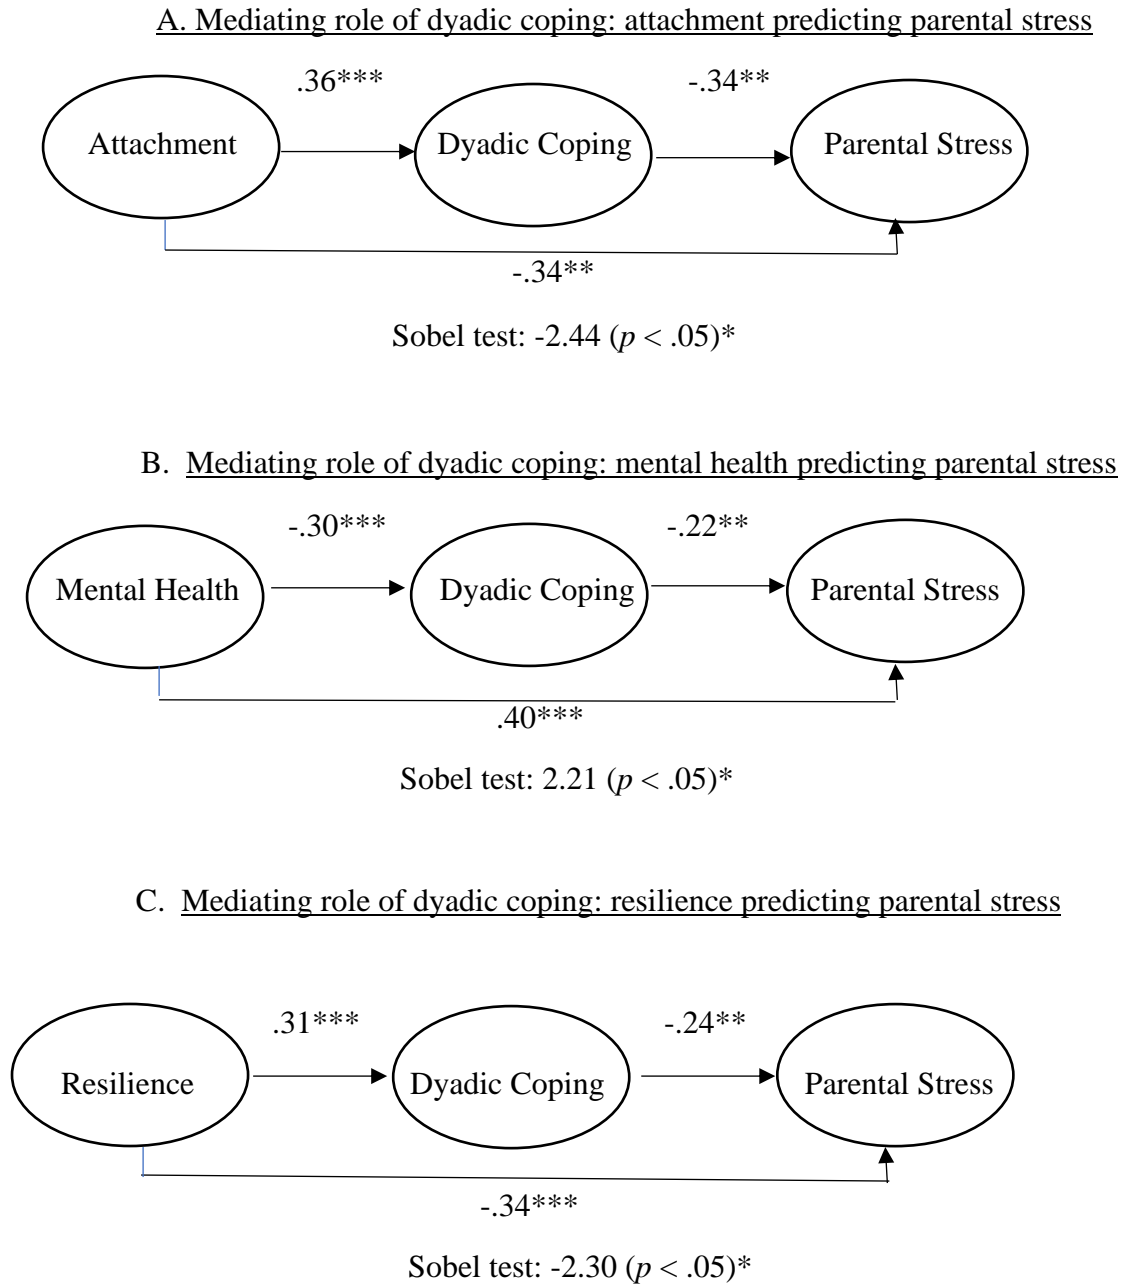 A. Mediating role of dyadic coping: attachment predicting parental stress
.36***
-.34**
Attachment
Dyadic Coping
Parental Stress
-.34**
Sobel test: -2.44 (p < .05)*
B. Mediating role of dyadic coping: mental health predicting parental stress
-.30***
-.22**
Mental Health
Dyadic Coping
Parental Stress
.40***
Sobel test: 2.21 (p < .05)*
C. Mediating role of dyadic coping: resilience predicting parental stress
.31***
-.24**
Resilience
Dyadic Coping
Parental Stress
-.34***
Sobel test: -2.30 (p < .05)*